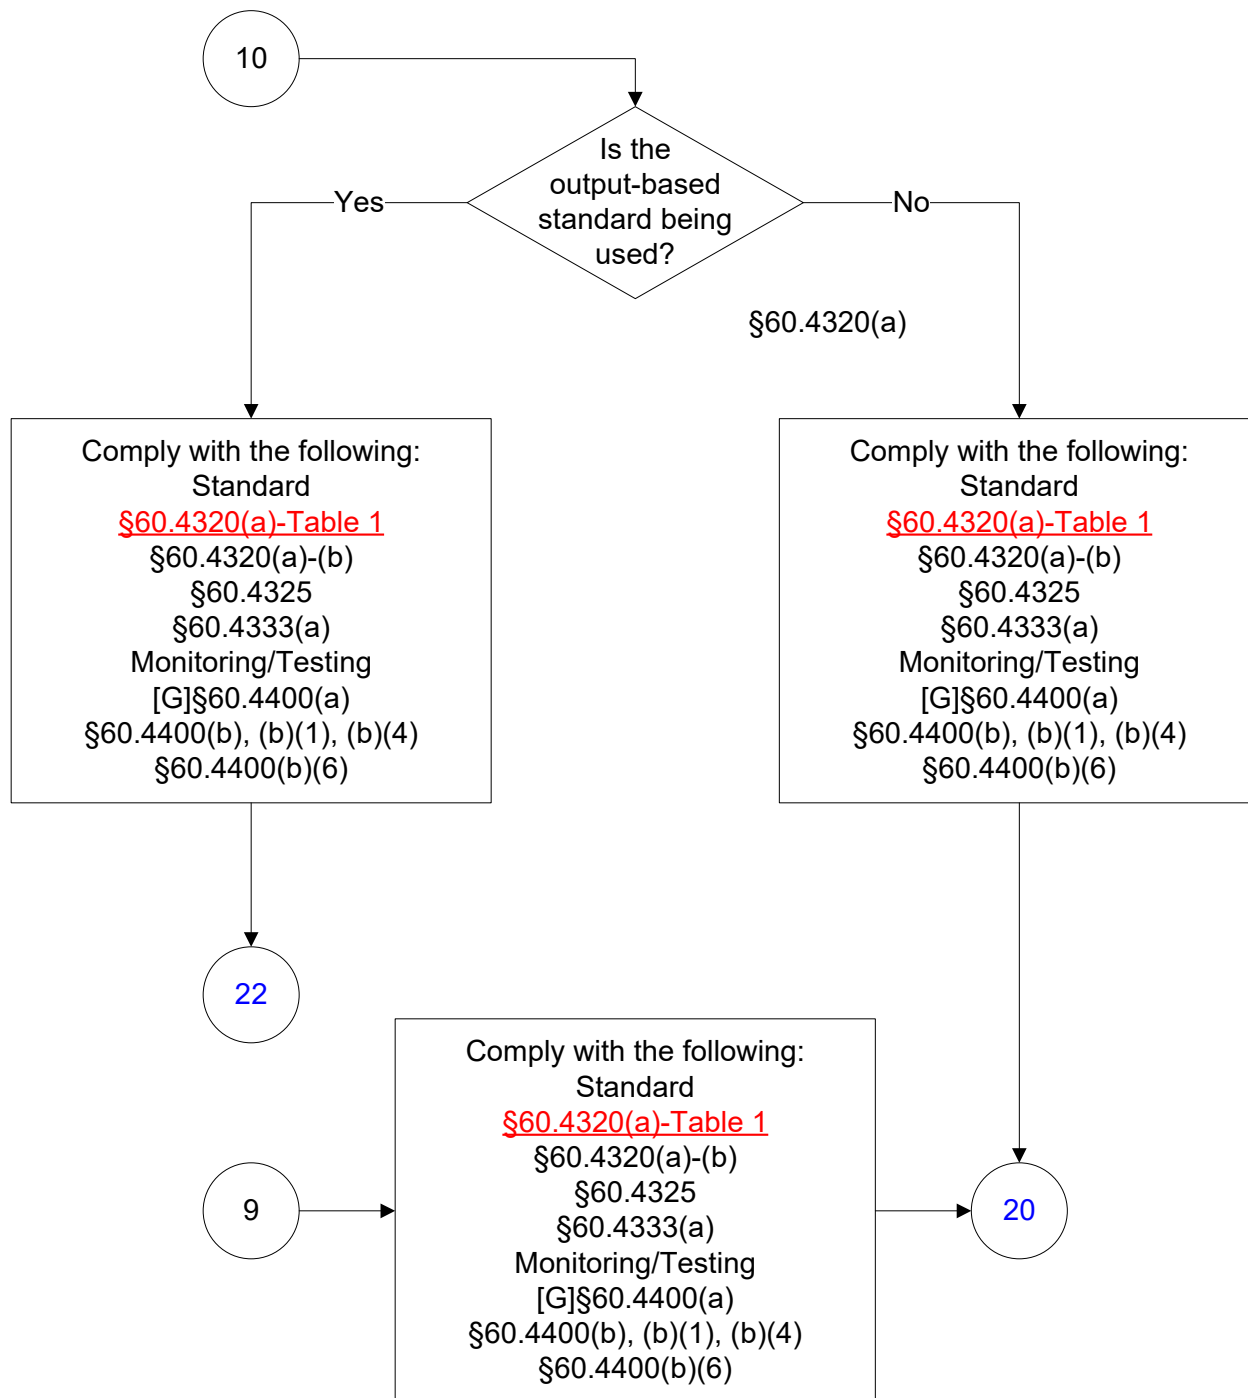 10
Is the
output-based
standard being
used?
Yes
No
§60.4320(a)
Comply with the following:
Standard
§60.4320(a)-Table 1
§60.4320(a)-(b)
§60.4325
§60.4333(a)
Monitoring/Testing
[G]§60.4400(a)
§60.4400(b), (b)(1), (b)(4)
§60.4400(b)(6)
Comply with the following:
Standard
§60.4320(a)-Table 1
§60.4320(a)-(b)
§60.4325
§60.4333(a)
Monitoring/Testing
[G]§60.4400(a)
§60.4400(b), (b)(1), (b)(4)
§60.4400(b)(6)
22
9
Comply with the following:
Standard
§60.4320(a)-Table 1
§60.4320(a)-(b)
§60.4325
§60.4333(a)
Monitoring/Testing
[G]§60.4400(a)
§60.4400(b), (b)(1), (b)(4)
§60.4400(b)(6)
20